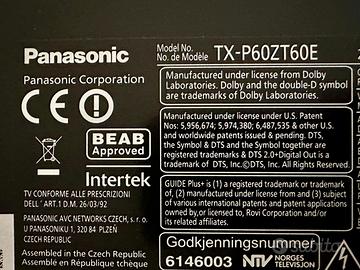 Panasonic
Model No.
No. de Modèle
TX-P60ZT60E
Panasonic Corporation
CE
BEAB
Approved
Intertek
TV CONFORME ALLE PRESCRIZIONI
DELL' ART.1 D.M. 26/03/92
PANASONIC AVC NETWORKS CZECH, s. r. o.
U PANASONIKU 1, 320 84 PLZEŇ
CZECH REPUBLIC
Assembled in the Czech Republic
Manufactured under license from Dolby
Laboratories. Dolby and the double-D symbol
are trademarks of Dolby Laboratories.
Manufactured under license under U.S. Patent
Nos: 5,956,674; 5,974,380; 6,487,535 & other U.S.
and worldwide patents issued & pending. DTS,
the Symbol & DTS and the Symbol together are
registered trademarks & DTS 2.0+Digital Out is a
trademark of DTS, Inc.©DTS, Inc. All Rights Reserved.
GUIDE Plus+ is (1) a registered trademark or trademark
of, (2) manufactured under license from and (3) subject
of various international patents and patent applications
owned by, or licensed to, Rovi Corporation and/or
its related affiliates.
Godkjenningsnummer
6146003
NTV
NORGES
TELEVISJON